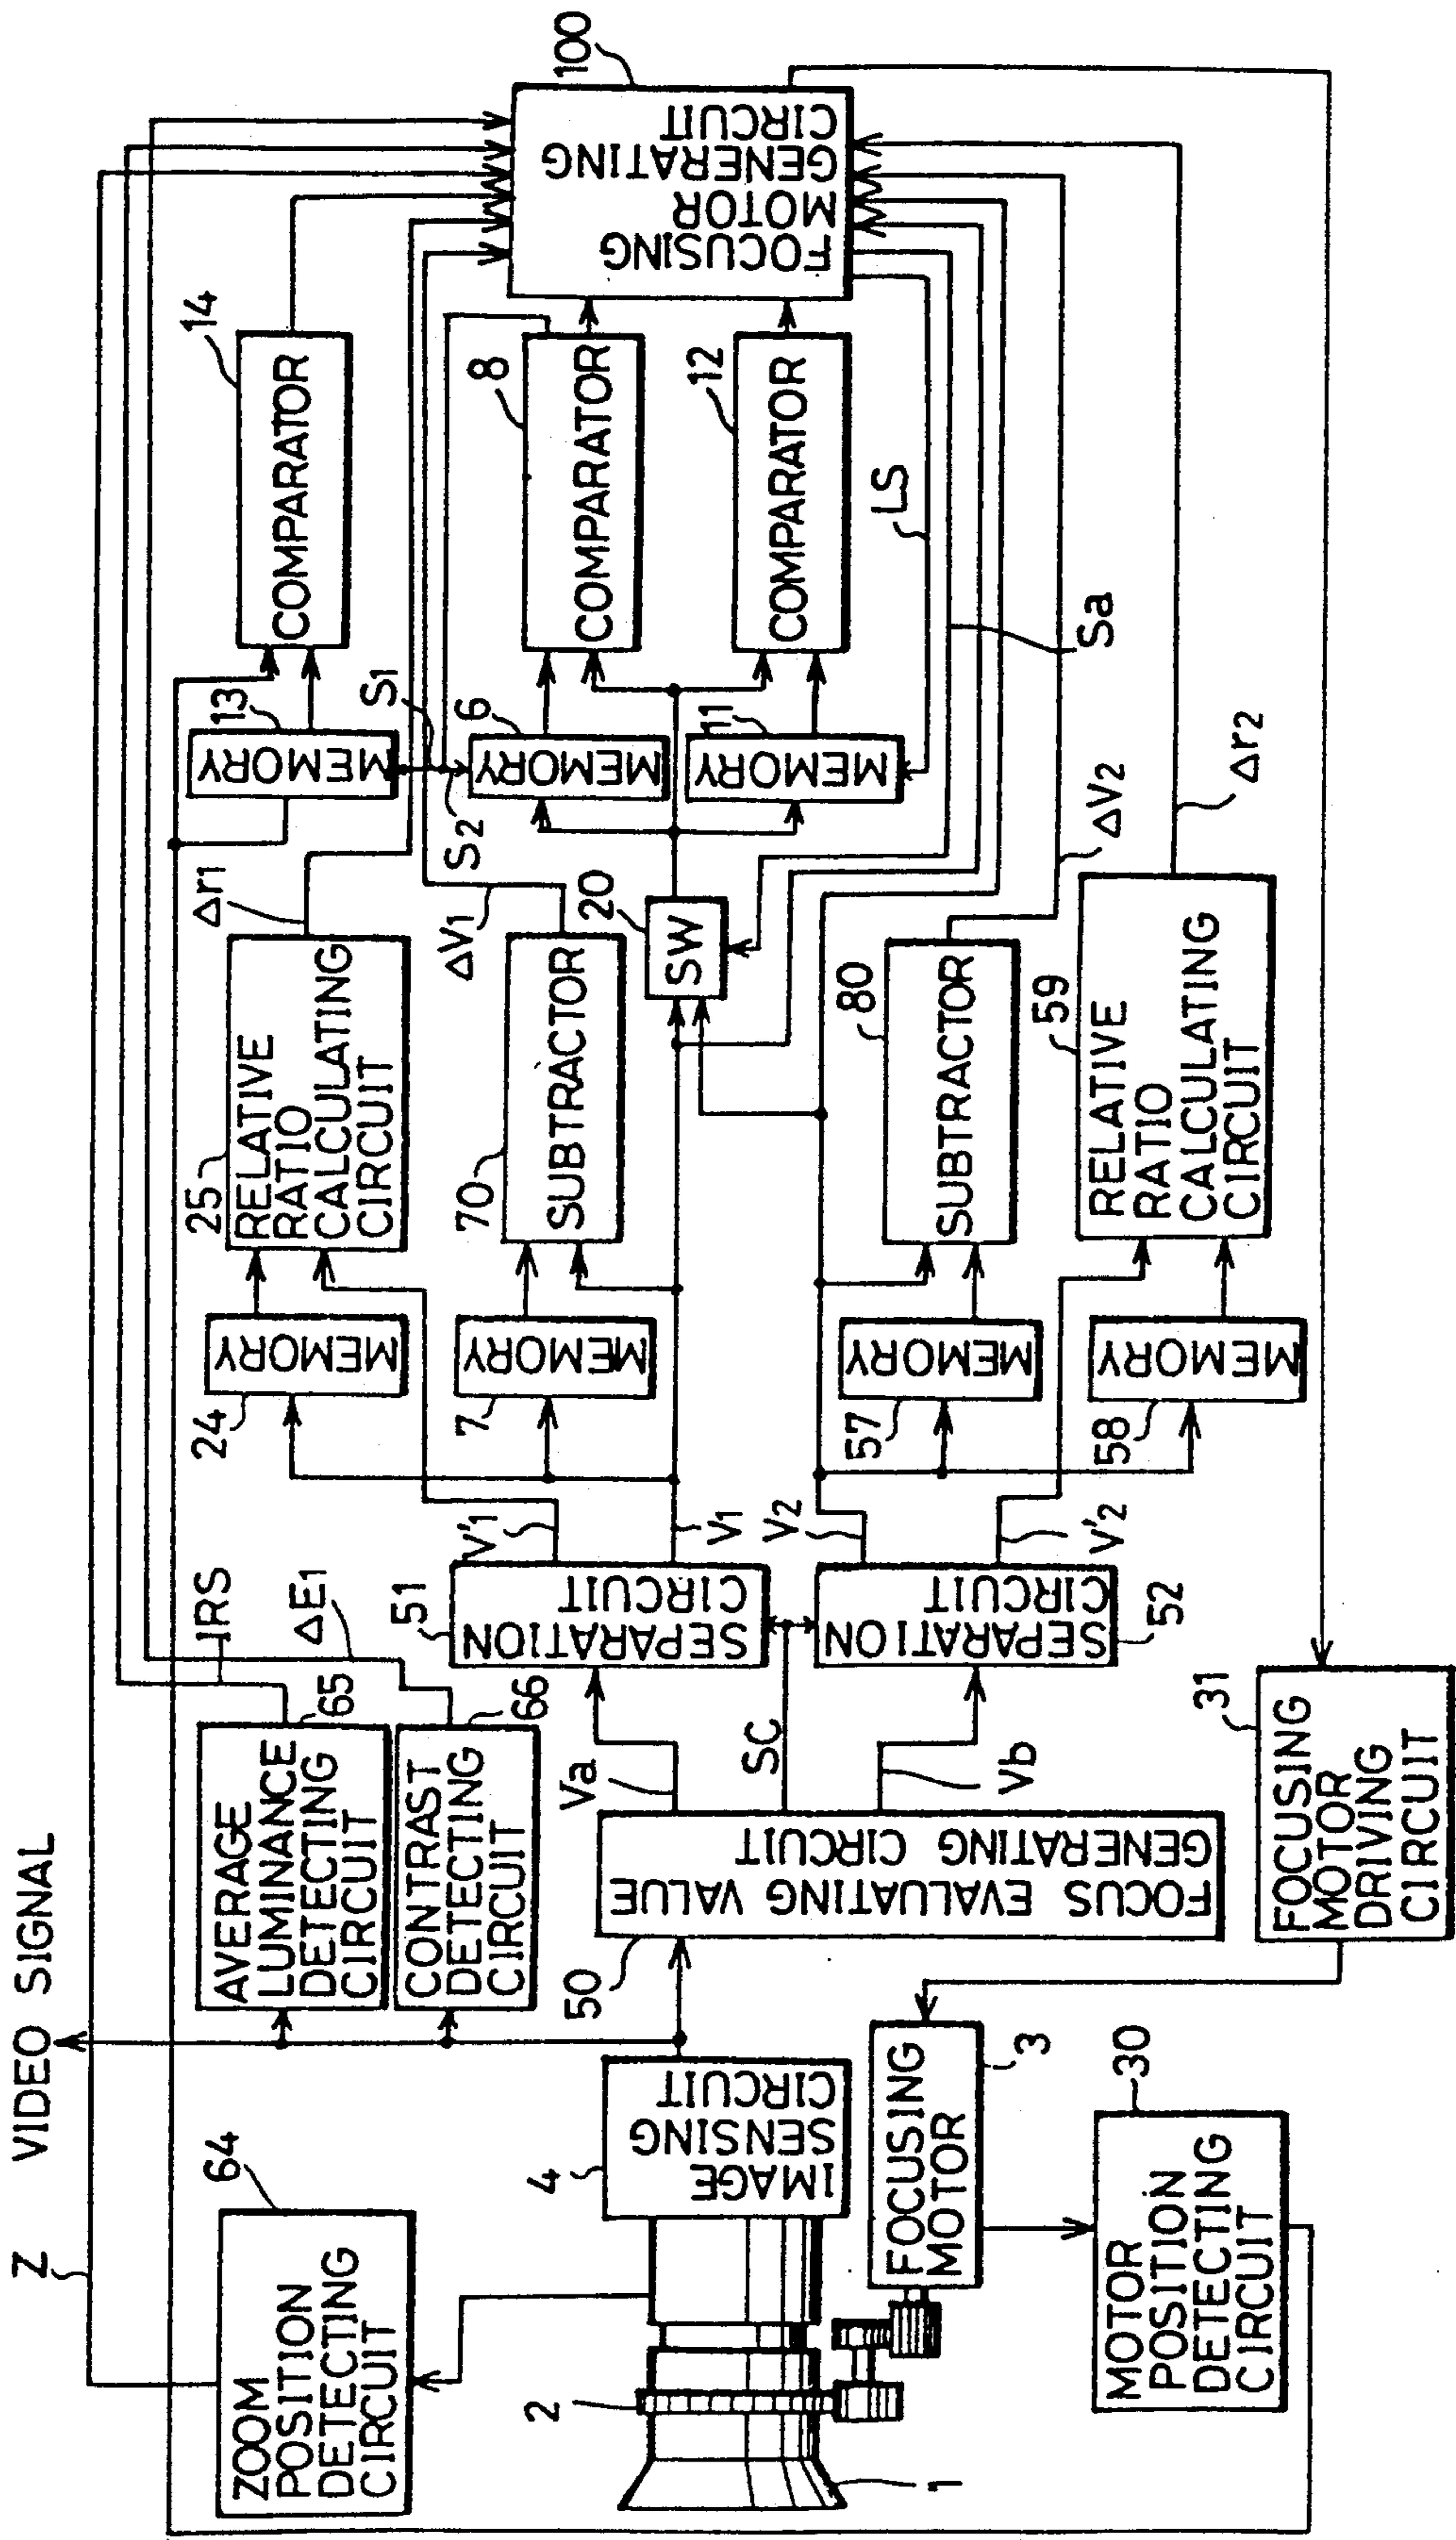 VIDEO SIGNAL
Z
64
ZOOM
POSITION
DETECTING
CIRCUIT
1
2
4
IMAGE
SENSING
CIRCUIT
FOCUSING
MOTOR
3
MOTOR
POSITION
DETECTING
CIRCUIT
30
AVERAGE
LUMINANCE
DETECTING
CIRCUIT
65
IRS
CONTRAST
DETECTING
CIRCUIT
66
ΔE1
50
FOCUS EVALUATING VALUE
GENERATING CIRCUIT
Va
SC
Vb
FOCUSING
MOTOR
DRIVING
CIRCUIT
31
51
SEPARATION
CIRCUIT
52
SEPARATION
CIRCUIT
V'1
V1
V2
V'2
24
MEMORY
7
MEMORY
57
MEMORY
58
MEMORY
25
RELATIVE
RATIO
CALCULATING
CIRCUIT
70
SUBTRACTOR
80
SUBTRACTOR
59
RELATIVE
RATIO
CALCULATING
CIRCUIT
Δr1
ΔV1
20
SW
ΔV2
Δr2
13
MEMORY
S1
S2
6
MEMORY
11
MEMORY
14
COMPARATOR
8
COMPARATOR
12
COMPARATOR
LS
Sa
100
FOCUSING
MOTOR
GENERATING
CIRCUIT